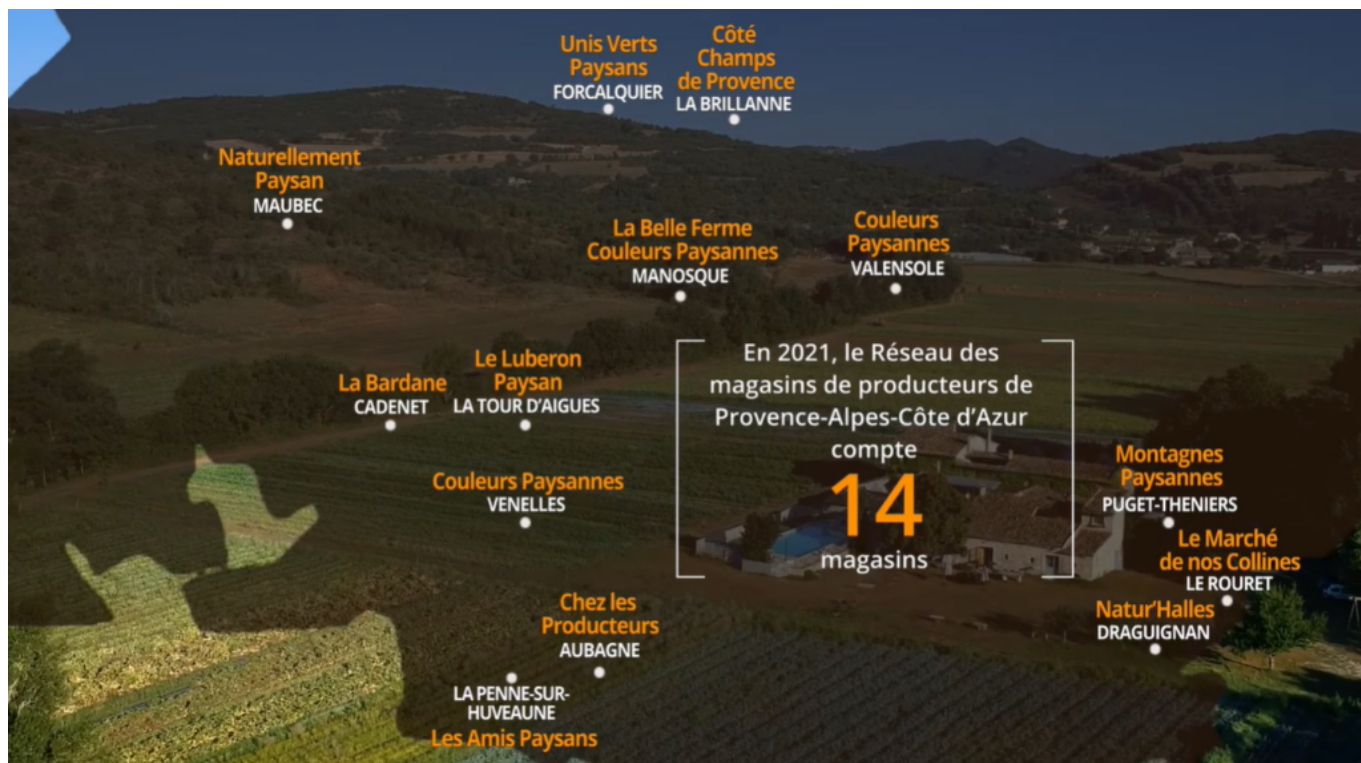 Unis Verts
Paysans
FORCALQUIER
Côté
Champs
de Provence
LA BRILLANNE
Naturellement
Paysan
MAUBEC
La Belle Ferme
Couleurs Paysannes
MANOSQUE
Couleurs
Paysannes
VALENSOLE
La Bardane
CADENET
Le Luberon
Paysan
LA TOUR D'AIGUES
En 2021, le Réseau des
magasins de producteurs de
Provence-Alpes-Côte d'Azur
compte
14
magasins
Couleurs Paysannes
VENELLES
Montagnes
Paysannes
PUGET-THENIERS
Le Marché
de nos Collines
LE ROURET
Natur'Halles
DRAGUIGNAN
Chez les
Producteurs
AUBAGNE
LA PENNE-SUR-
HUVEAUNE
Les Amis Paysans